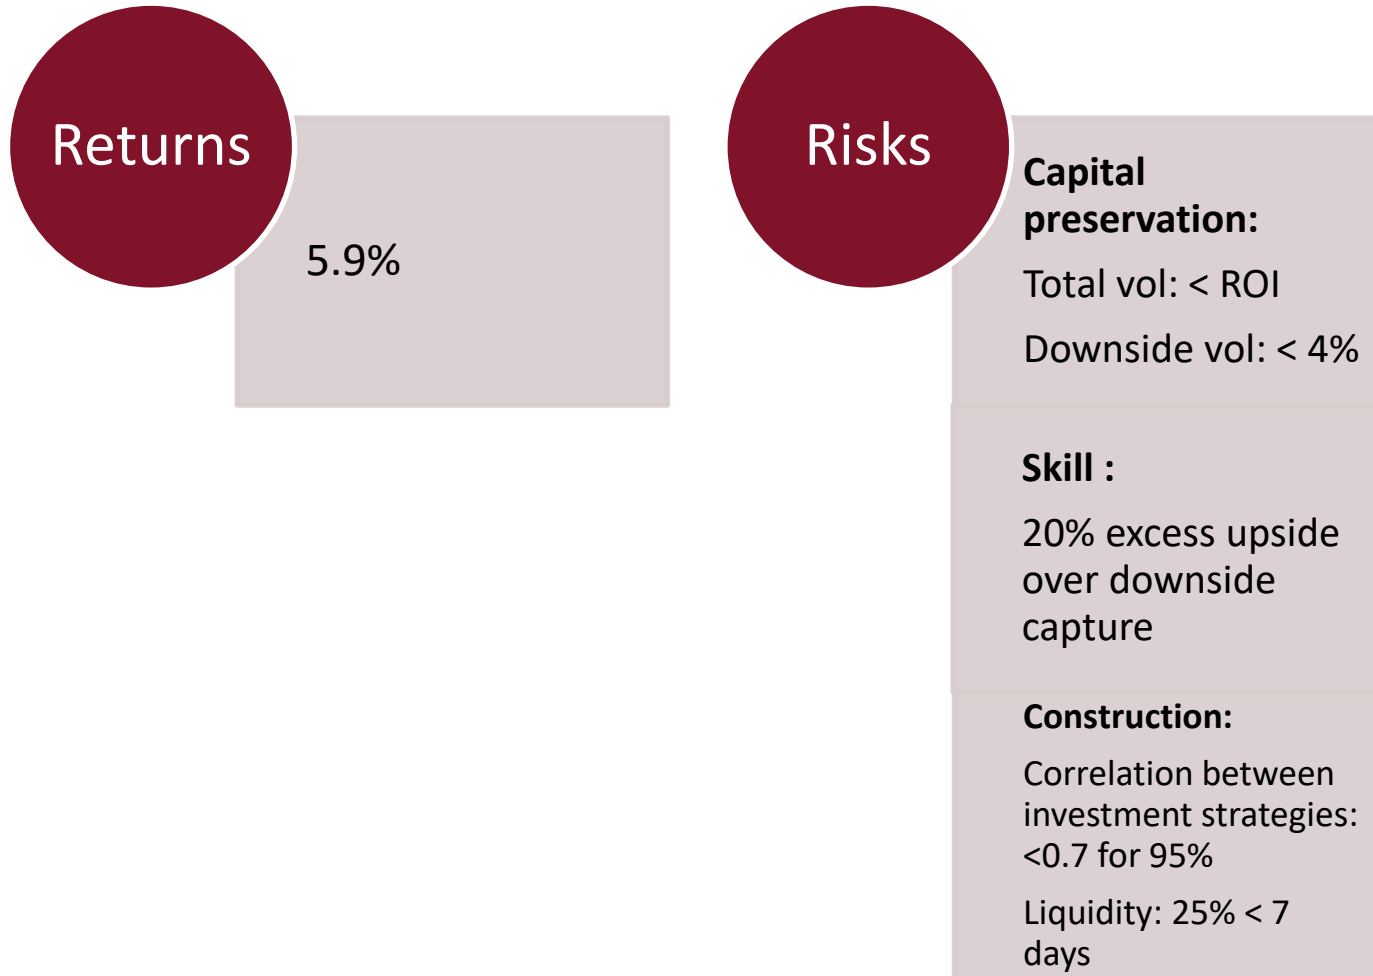 Returns
5.9%
Risks
Capital
preservation:
Total vol: < ROI
Downside vol: < 4%
Skill :
20% excess upside
over downside
capture
Construction:
Correlation between
investment strategies:
<0.7 for 95%
Liquidity: 25% < 7
days